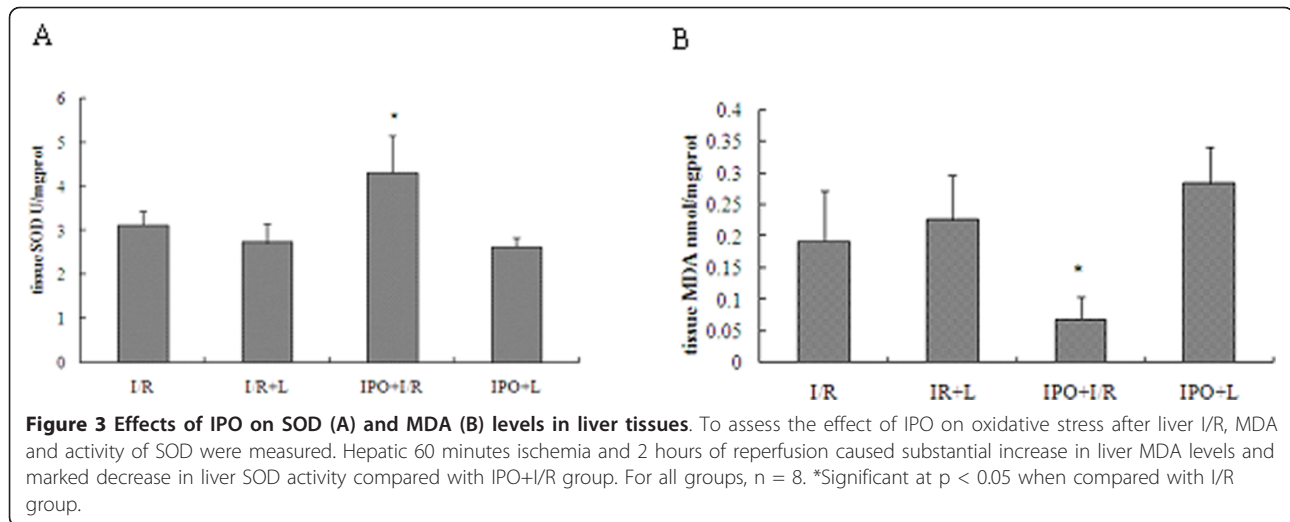 A
tissue SOD U/mgprot
6
5
4
3
2
1
0
*
I/R I/R+L IPO+I/R IPO+L
B
tissue MDA nmol/mgprot
0.4
0.35
0.3
0.25
0.2
0.15
0.1
0.05
0
*
I/R IR+L IPO+I/R IPO+L
Figure 3 Effects of IPO on SOD (A) and MDA (B) levels in liver tissues. To assess the effect of IPO on oxidative stress after liver I/R, MDA
and activity of SOD were measured. Hepatic 60 minutes ischemia and 2 hours of reperfusion caused substantial increase in liver MDA levels and
marked decrease in liver SOD activity compared with IPO+I/R group. For all groups, n = 8. *Significant at p < 0.05 when compared with I/R
group.